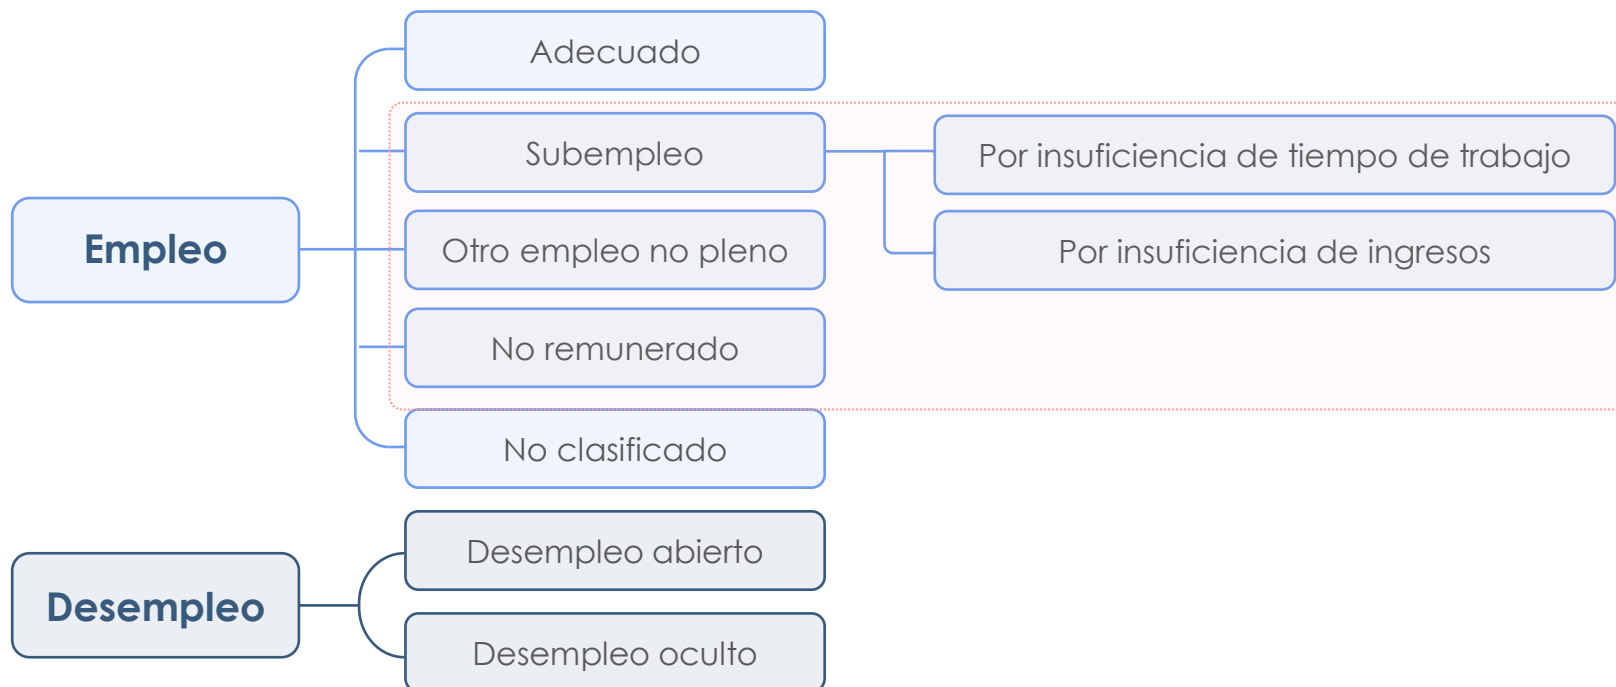 Adecuado
Subempleo
Por insuficiencia de tiempo de trabajo
Empleo
Otro empleo no pleno
Por insuficiencia de ingresos
No remunerado
No clasificado
Desempleo abierto
Desempleo
Desempleo oculto